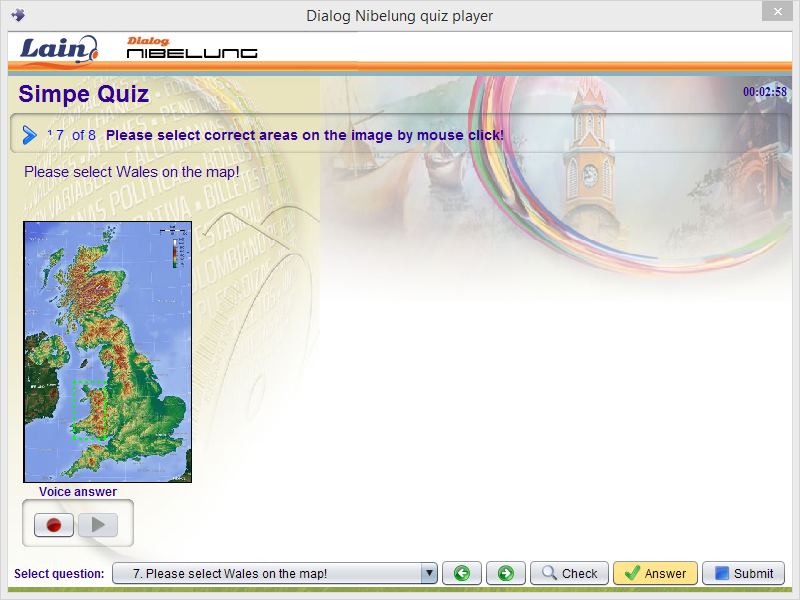 Dialog Nibelung quiz player
Lain
Dialog
NIBELUNG
Simpe Quiz
00:02:58
¹ 7 of 8 Please select correct areas on the image by mouse click!
Please select Wales on the map!
Voice answer
Select question:
7. Please select Wales on the map!
Check
Answer
Submit